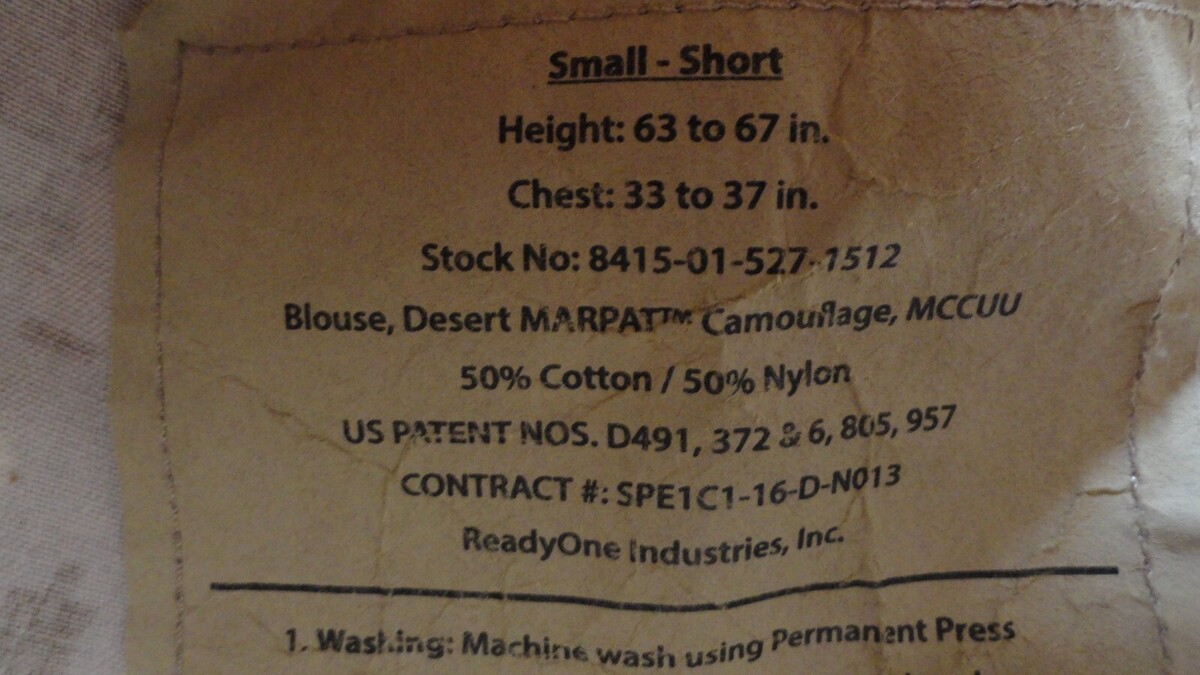 Small - Short
Height: 63 to 67 in.
Chest: 33 to 37 in.
Stock No: 8415-01-527-1512
Blouse, Desert MARPAT™ Camouflage, MCCUU
50% Cotton / 50% Nylon
US PATENT NOS. D491, 372 & 6, 805, 957
CONTRACT #: SPE1C1-16-D-N013
ReadyOne Industries, Inc.
1. Washing: Machine wash using Permanent Press